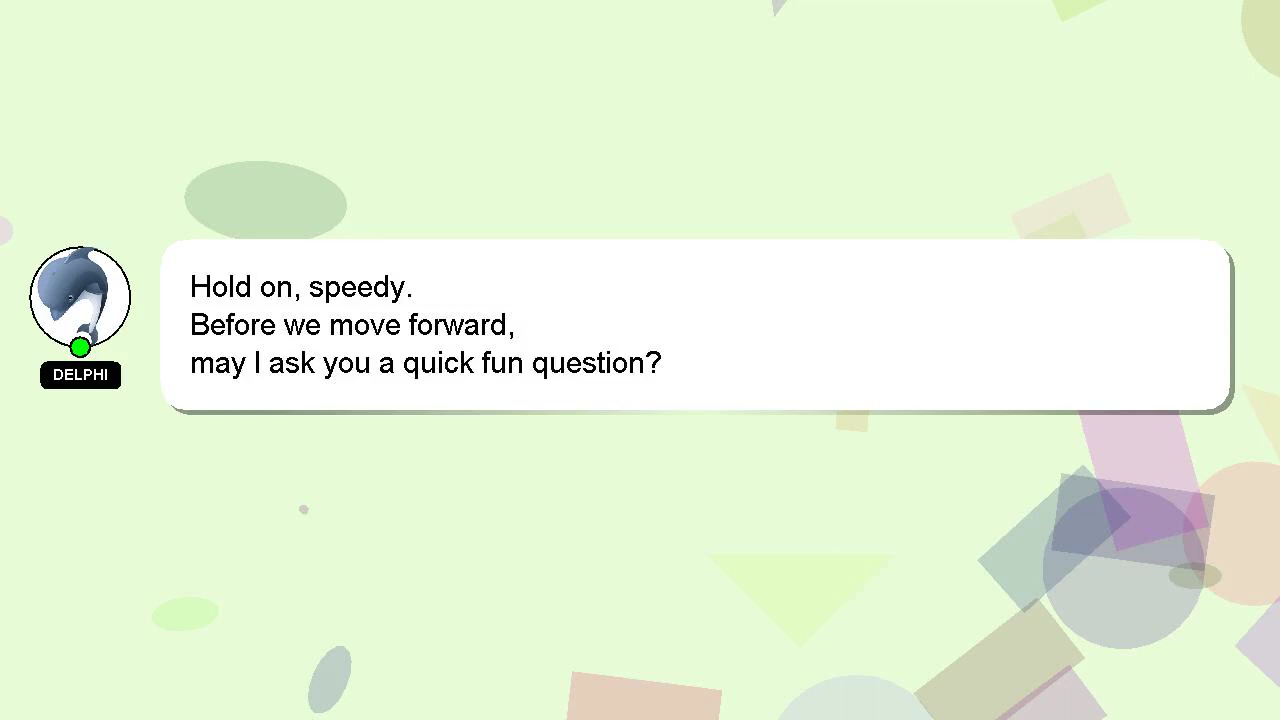 Hold on, speedy.
Before we move forward,
may I ask you a quick fun question?
DELPHI